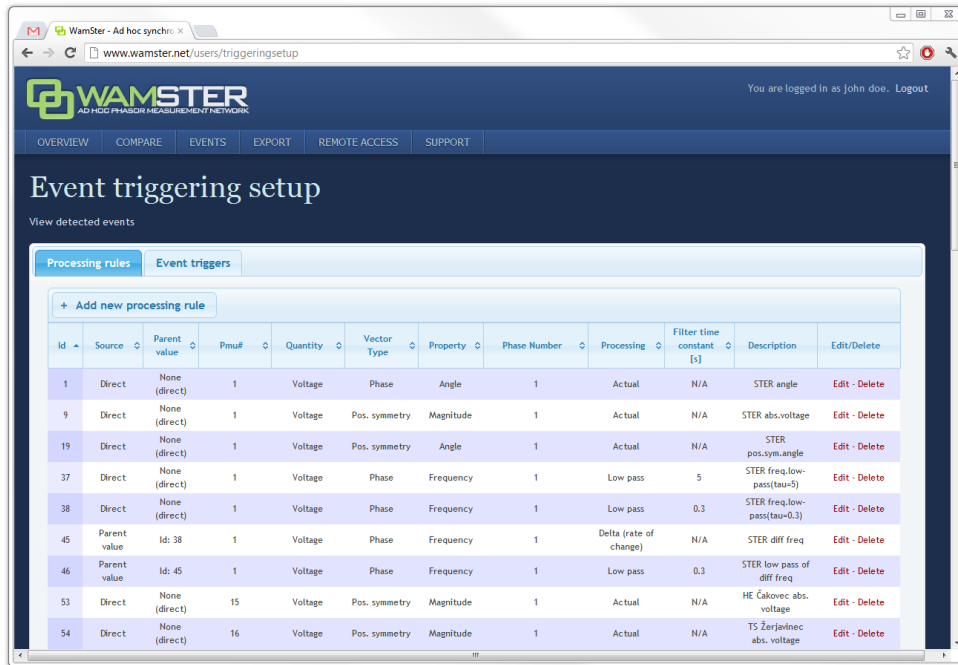 WamSter - Ad hoc synchro
www.wamster.net/users/triggeringsetup
WAMSTER
AD HOC PHASOR MEASUREMENT NETWORK
You are logged in as john doe. Logout
OVERVIEW COMPARE EVENTS EXPORT REMOTE ACCESS SUPPORT
Event triggering setup
View detected events
Processing rules Event triggers
+ Add new processing rule
Id Source Parent value Pmu# Quantity Vector Type Property Phase Number Processing Filter time constant [s] Description Edit/Delete
1 Direct None (direct) 1 Voltage Phase Angle 1 Actual N/A STER angle Edit - Delete
9 Direct None (direct) 1 Voltage Pos. symmetry Magnitude 1 Actual N/A STER abs.voltage Edit - Delete
19 Direct None (direct) 1 Voltage Pos. symmetry Angle 1 Actual N/A STER pos.sym.angle Edit - Delete
37 Direct None (direct) 1 Voltage Phase Frequency 1 Low pass 5 STER freq.low-pass(tau=5) Edit - Delete
38 Direct None (direct) 1 Voltage Phase Frequency 1 Low pass 0.3 STER freq.low-pass(tau=0.3) Edit - Delete
45 Parent value Id: 38 1 Voltage Phase Frequency 1 Delta (rate of change) N/A STER diff freq Edit - Delete
46 Parent value Id: 45 1 Voltage Phase Frequency 1 Low pass 0.3 STER low pass of diff freq Edit - Delete
53 Direct None (direct) 15 Voltage Pos. symmetry Magnitude 1 Actual N/A HE Čakovec abs. voltage Edit - Delete
54 Direct None (direct) 16 Voltage Pos. symmetry Magnitude 1 Actual N/A TS Žerjavinec abs. voltage Edit - Delete